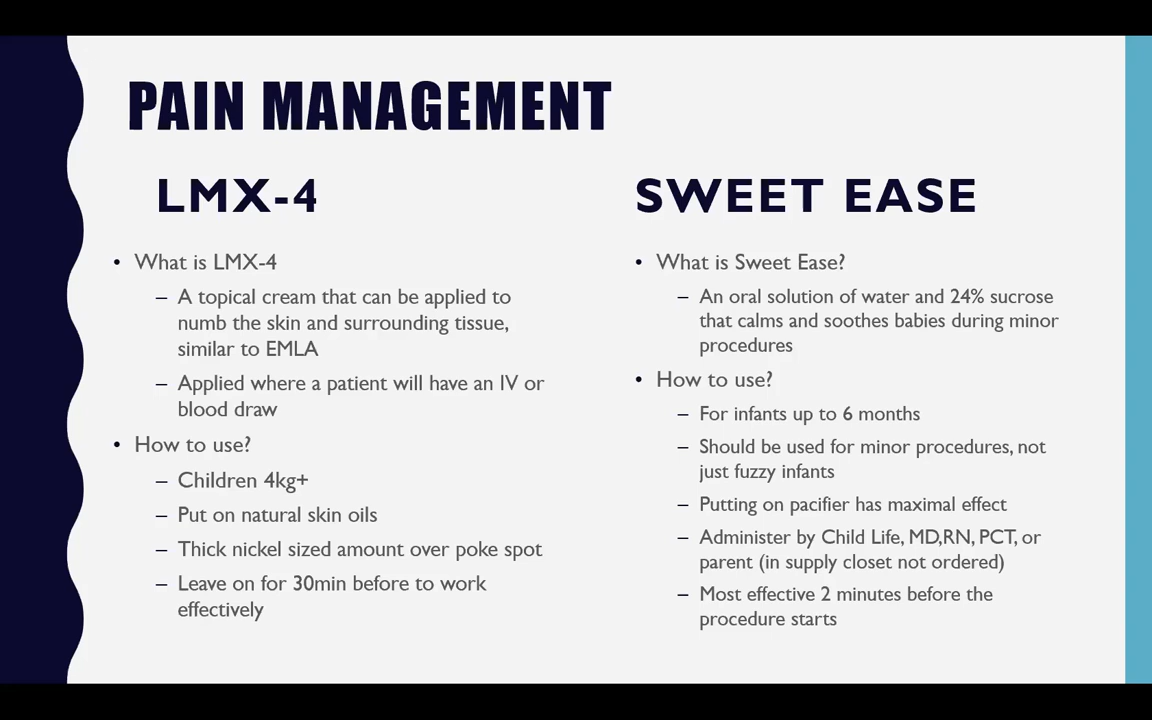 PAIN MANAGEMENT
LMX-4
• What is LMX-4
– A topical cream that can be applied to
numb the skin and surrounding tissue,
similar to EMLA
– Applied where a patient will have an IV or
blood draw
• How to use?
– Children 4kg+
– Put on natural skin oils
– Thick nickel sized amount over poke spot
– Leave on for 30min before to work
effectively
SWEET EASE
• What is Sweet Ease?
– An oral solution of water and 24% sucrose
that calms and soothes babies during minor
procedures
• How to use?
– For infants up to 6 months
– Should be used for minor procedures, not
just fuzzy infants
– Putting on pacifier has maximal effect
– Administer by Child Life, MD,RN, PCT, or
parent (in supply closet not ordered)
– Most effective 2 minutes before the
procedure starts